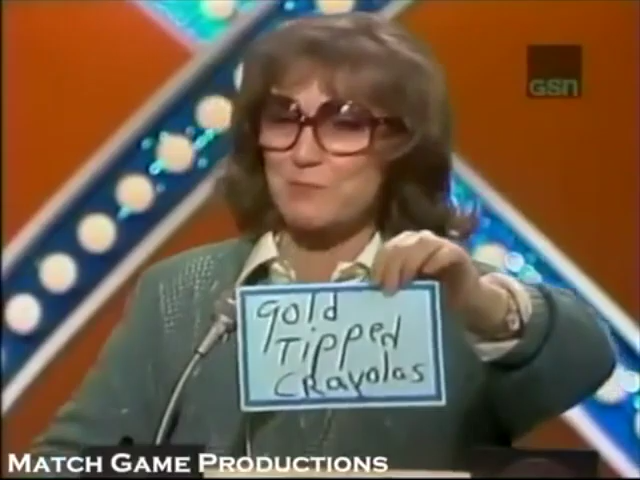 GSN
gold
Tipped
CRayolas
MATCH GAME PRODUCTIONS